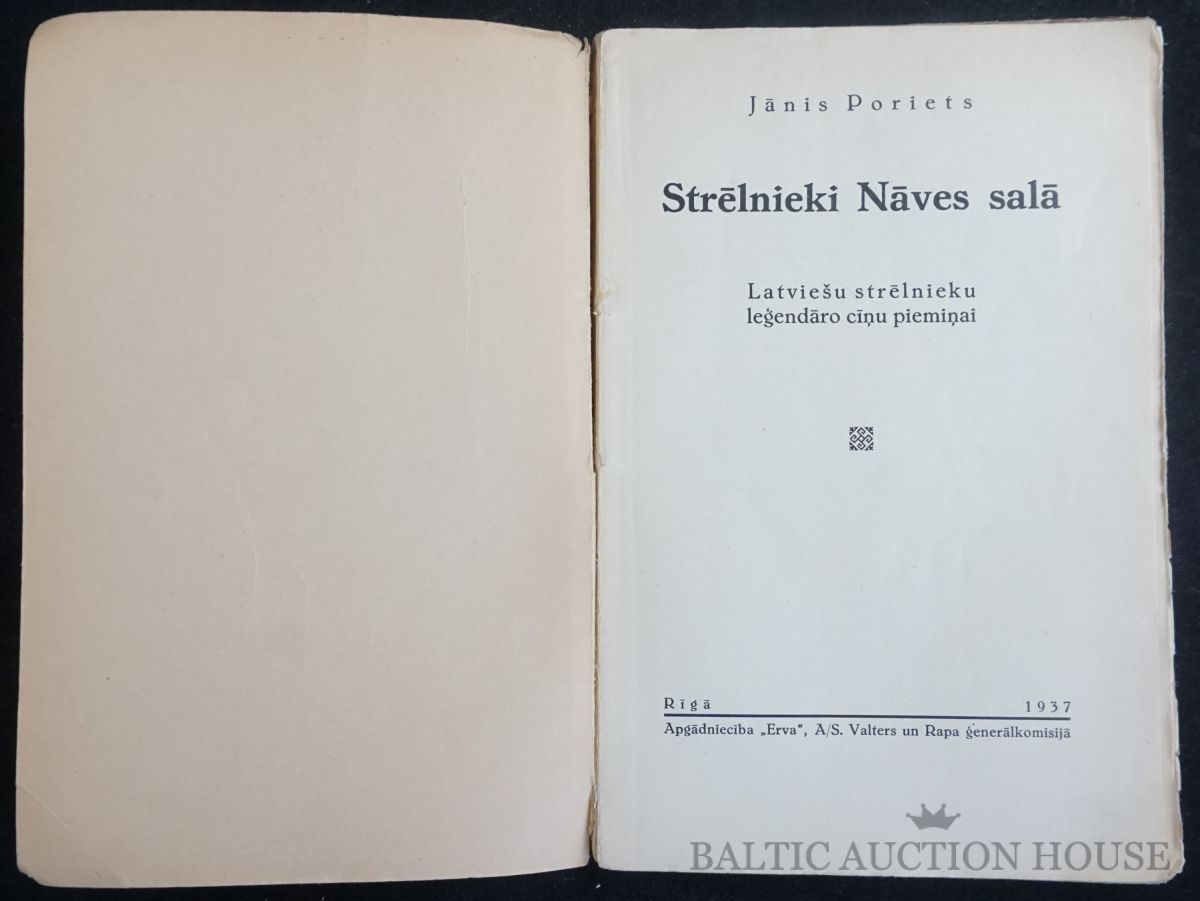 Jānis Poriets
Strēlnieki Nāves salā
Latviešu strēlnieku
leģendāro cīņu piemiņai
Rīgā 1937
Apgādniecība „Erva“, A/S. Valters un Rapa ģenerālkomisijā
BALTIC AUCTION HOUSE